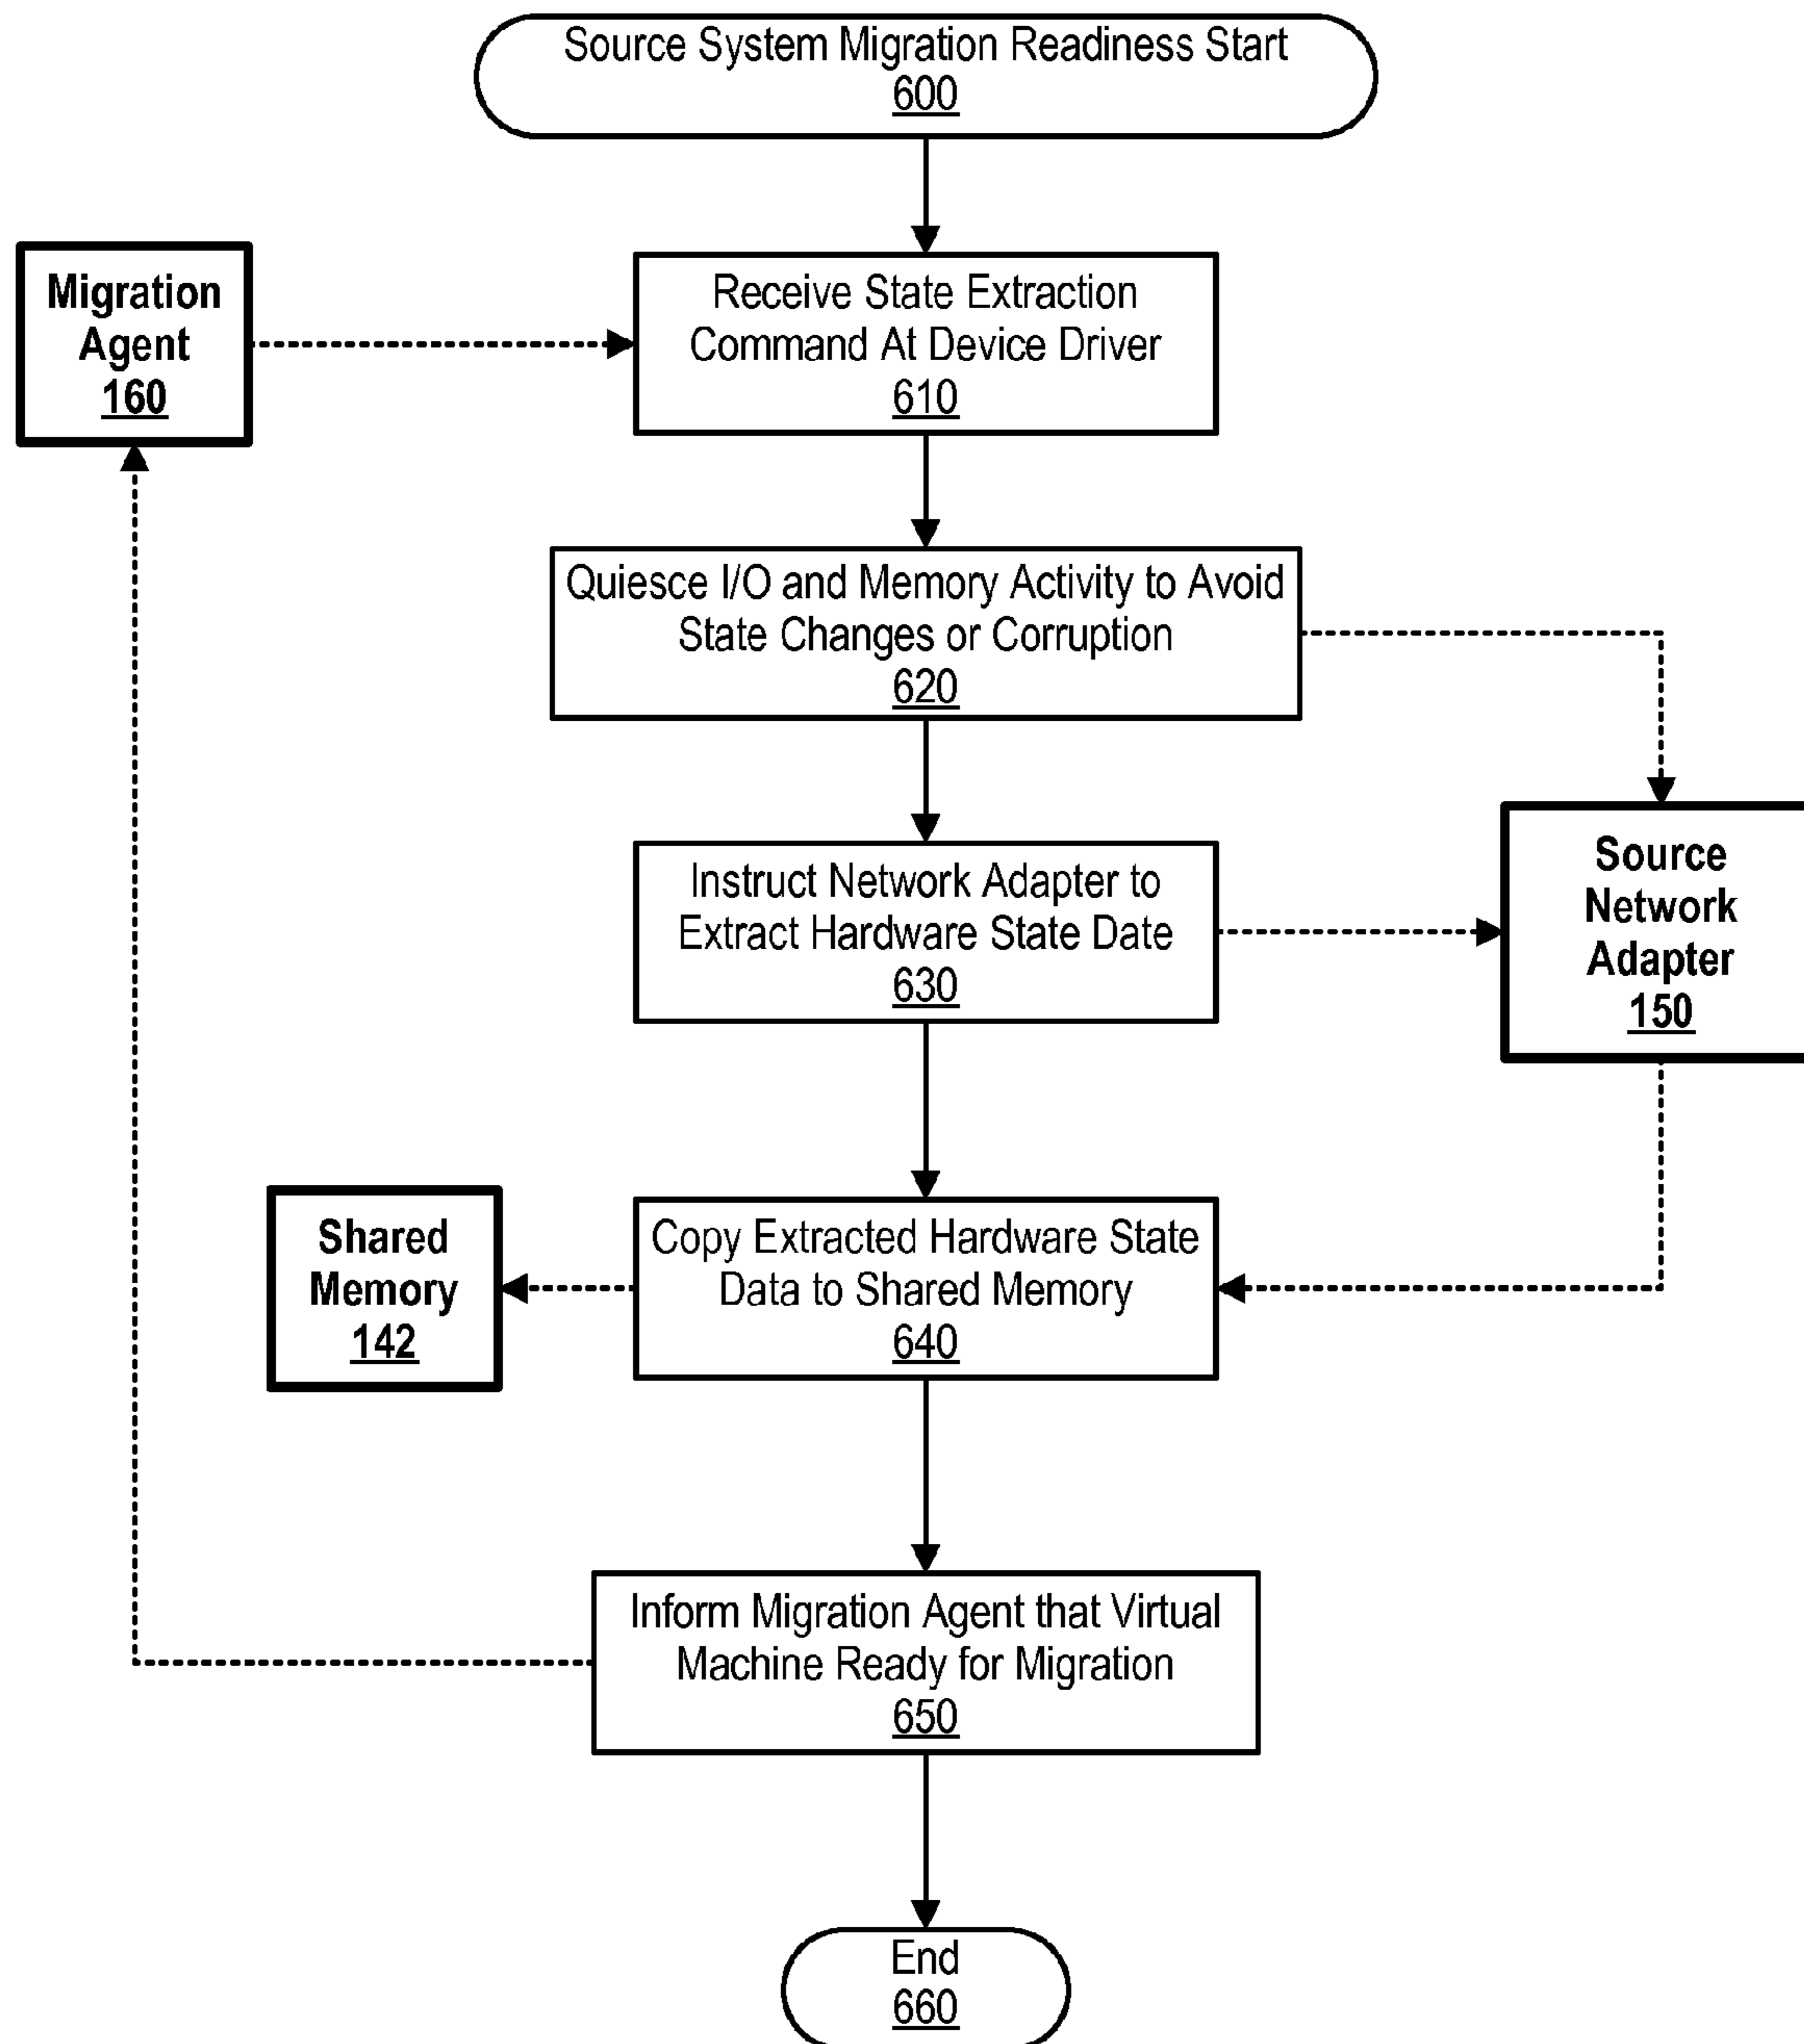 Source System Migration Readiness Start
600
Migration
Agent
160
Receive State Extraction
Command At Device Driver
610
Quiesce I/O and Memory Activity to Avoid
State Changes or Corruption
620
Instruct Network Adapter to
Extract Hardware State Date
630
Source
Network
Adapter
150
Shared
Memory
142
Copy Extracted Hardware State
Data to Shared Memory
640
Inform Migration Agent that Virtual
Machine Ready for Migration
650
End
660